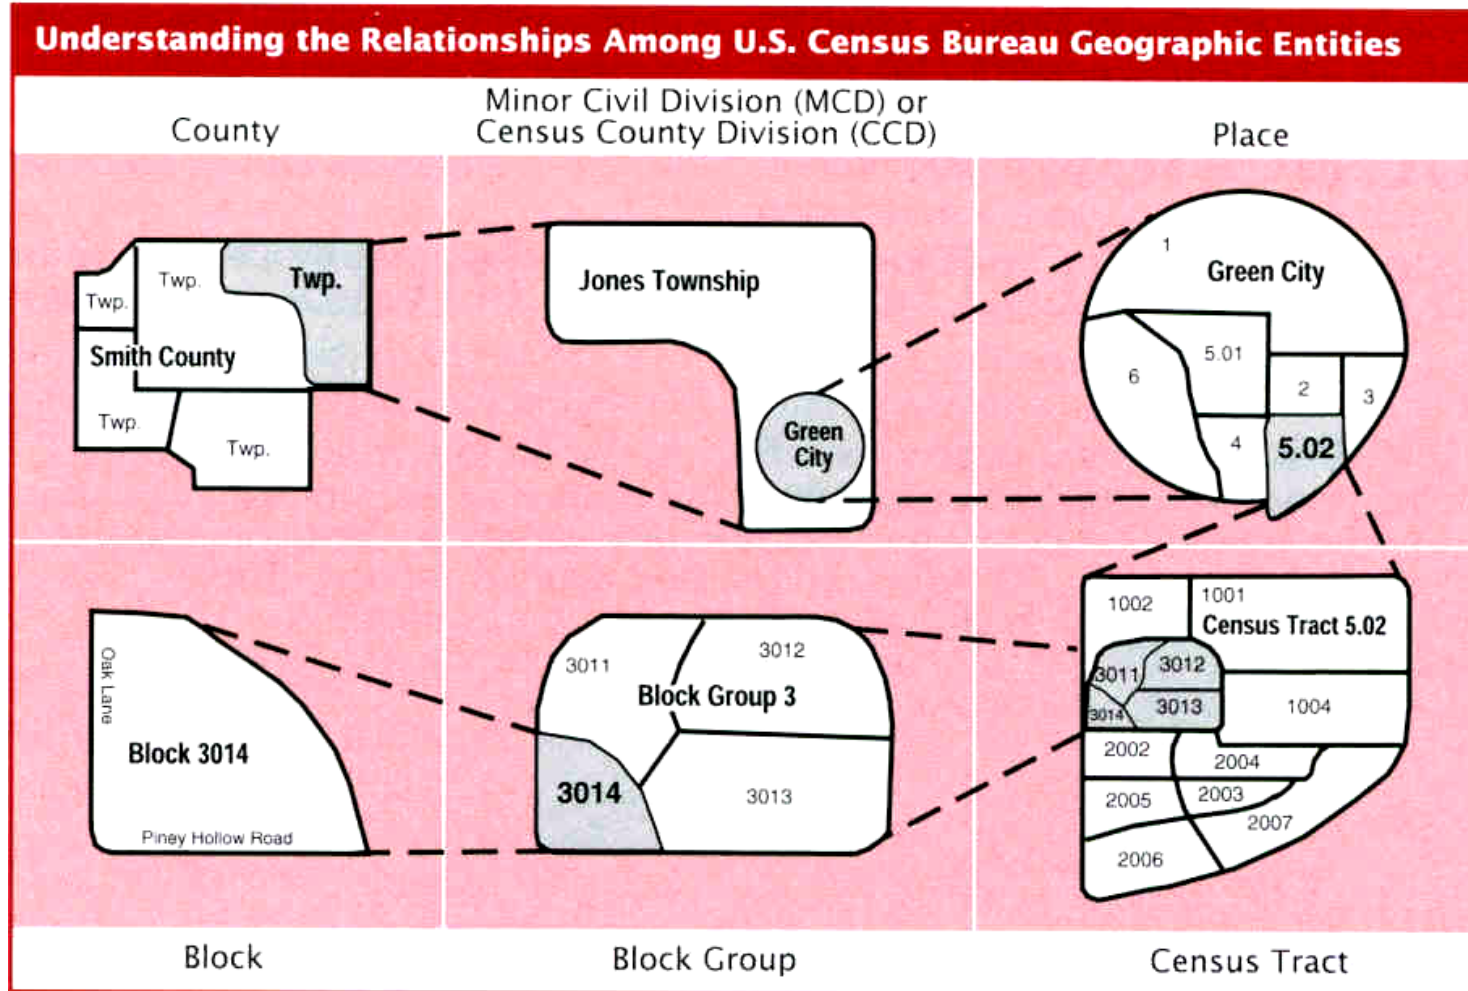 Understanding the Relationships Among U.S. Census Bureau Geographic Entities
County
Minor Civil Division (MCD) or
Census County Division (CCD)
Place
Twp.
Twp.
Twp.
Smith County
Twp.
Twp.
Jones Township
Green
City
1
Green City
5.01
6
2
3
4
5.02
Oak Lane
Block 3014
Piney Hollow Road
3011
3012
Block Group 3
3014
3013
1002
1001
Census Tract 5.02
3011
3012
3014
3013
1004
2002
2004
2005
2003
2007
2006
Block
Block Group
Census Tract